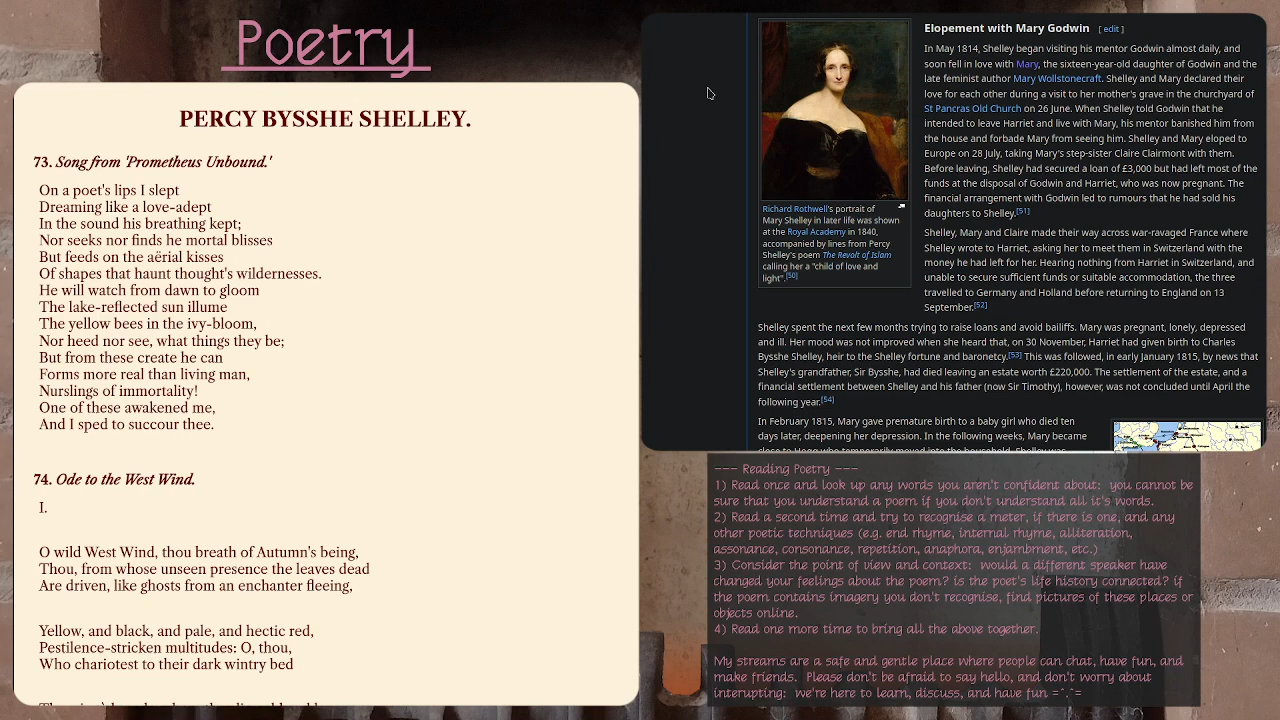 Poetry
PERCY BYSSHE SHELLEY.
73. Song from 'Prometheus Unbound.'
On a poet's lips I slept
Dreaming like a love-adept
In the sound his breathing kept;
Nor seeks nor finds he mortal blisses
But feeds on the aërial kisses
Of shapes that haunt thought's wildernesses.
He will watch from dawn to gloom
The lake-reflected sun illume
The yellow bees in the ivy-bloom,
Nor heed nor see, what things they be;
But from these create he can
Forms more real than living man,
Nurslings of immortality!
One of these awakened me,
And I sped to succour thee.
74. Ode to the West Wind.
I.
O wild West Wind, thou breath of Autumn's being,
Thou, from whose unseen presence the leaves dead
Are driven, like ghosts from an enchanter fleeing,
Yellow, and black, and pale, and hectic red,
Pestilence-stricken multitudes: O, thou,
Who chariotest to their dark wintry bed
Richard Rothwell's portrait of
Mary Shelley in later life was shown
at the Royal Academy in 1840,
accompanied by lines from Percy
Shelley's poem The Revolt of Islam
calling her a "child of love and
light".[50]
Elopement with Mary Godwin [ edit ]
In May 1814, Shelley began visiting his mentor Godwin almost daily, and
soon fell in love with Mary, the sixteen-year-old daughter of Godwin and the
late feminist author Mary Wollstonecraft. Shelley and Mary declared their
love for each other during a visit to her mother's grave in the churchyard of
St Pancras Old Church on 26 June. When Shelley told Godwin that he
intended to leave Harriet and live with Mary, his mentor banished him from
the house and forbade Mary from seeing him. Shelley and Mary eloped to
Europe on 28 July, taking Mary's step-sister Claire Clairmont with them.
Before leaving, Shelley had secured a loan of £3,000 but had left most of the
funds at the disposal of Godwin and Harriet, who was now pregnant. The
financial arrangement with Godwin led to rumours that he had sold his
daughters to Shelley.[51]
Shelley, Mary and Claire made their way across war-ravaged France where
Shelley wrote to Harriet, asking her to meet them in Switzerland with the
money he had left for her. Hearing nothing from Harriet in Switzerland, and
unable to secure sufficient funds or suitable accommodation, the three
travelled to Germany and Holland before returning to England on 13
September.[52]
Shelley spent the next few months trying to raise loans and avoid bailiffs. Mary was pregnant, lonely, depressed
and ill. Her mood was not improved when she heard that, on 30 November, Harriet had given birth to Charles
Bysshe Shelley, heir to the Shelley fortune and baronetcy.[53] This was followed, in early January 1815, by news that
Shelley's grandfather, Sir Bysshe, had died leaving an estate worth £220,000. The settlement of the estate, and a
financial settlement between Shelley and his father (now Sir Timothy), however, was not concluded until April the
following year.[54]
In February 1815, Mary gave premature birth to a baby girl who died ten
days later, deepening her depression. In the following weeks, Mary became
--- Reading Poetry ---
1) Read once and look up any words you aren't confident about: you cannot be
sure that you understand a poem if you don't understand all it's words.
2) Read a second time and try to recognise a meter, if there is one, and any
other poetic techniques (e.g. end rhyme, internal rhyme, alliteration,
assonance, consonance, repetition, anaphora, enjambment, etc.)
3) Consider the point of view and context: would a different speaker have
changed your feelings about the poem? is the poet's life history connected? if
the poem contains imagery you don't recognise, find pictures of these places or
objects online.
4) Read one more time to bring all the above together.
My streams are a safe and gentle place where people can chat, have fun, and
make friends. Please don't be afraid to say hello, and don't worry about
interupting: we're here to learn, discuss, and have fun =^.^=